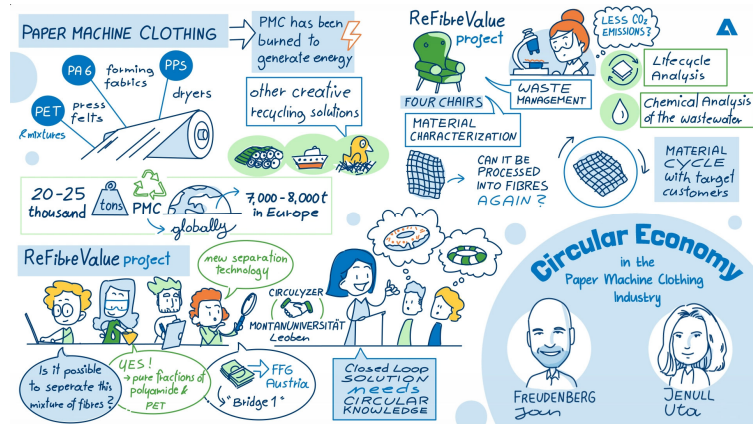 PAPER MACHINE CLOTHING
PMC has been
burned to
generate energy
PA 6
forming
fabrics
PPS
dryers
PET
& mixtures
press
felts
other creative
recycling solutions
20-25
thousand
tons
PMC
globally
7,000-8,000t
in Europe
ReFibreValue
project
LESS CO2
EMISSIONS?
FOUR CHAIRS
WASTE
MANAGEMENT
MATERIAL
CHARACTERIZATION
Lifecycle
Analysis
Chemical Analysis
of the wastewater
CAN IT BE
PROCESSED
INTO FIBRES
AGAIN?
MATERIAL
CYCLE
with target
customers
ReFibreValue project
new separation
technology
CIRCULYZER
MONTANUNIVERSITÄT
Leoben
Is it possible
to seperate this
mixture of fibres?
YES!
→ pure fractions of
polyamide &
PET
FFG
Austria
"Bridge 1"
Closed Loop
SOLUTION
needs
CIRCULAR
KNOWLEDGE
Circular Economy
in the
Paper Machine Clothing
Industry
FREUDENBERG
Jan
JENULL
Uta